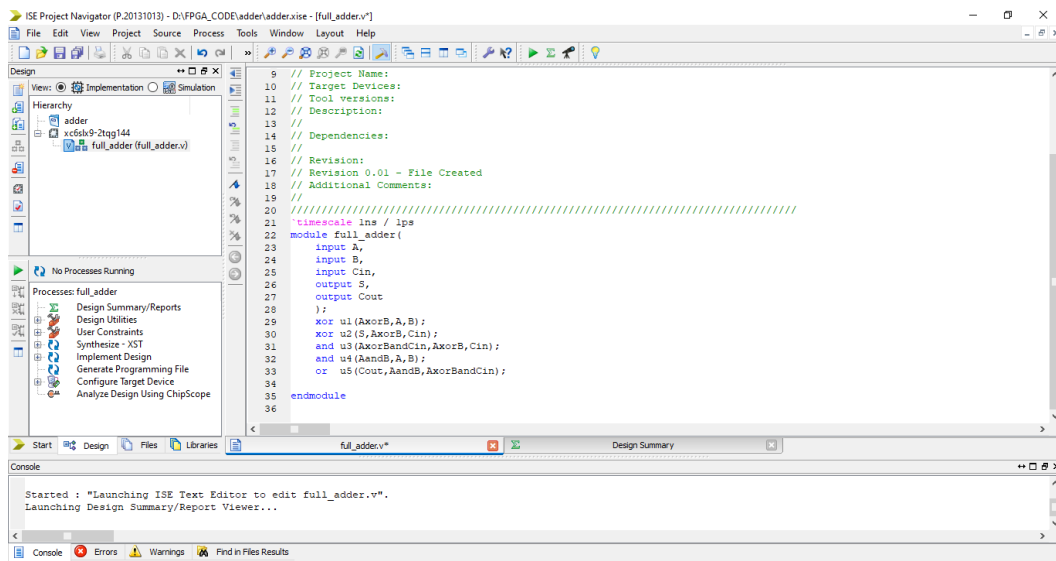 ISE Project Navigator (P.20131013) - D:\FPGA_CODE\adder\adder.xise - [full_adder.v*]
File Edit View Project Source Process Tools Window Layout Help
Design
View: Implementation Simulation
Hierarchy
adder
xc6slx9-2tqg144
full_adder (full_adder.v)
No Processes Running
Processes: full_adder
Design Summary/Reports
Design Utilities
User Constraints
Synthesize - XST
Implement Design
Generate Programming File
Configure Target Device
Analyze Design Using ChipScope
Start Design Files Libraries
9 // Project Name:
10 // Target Devices:
11 // Tool versions:
12 // Description:
13 //
14 // Dependencies:
15 //
16 // Revision:
17 // Revision 0.01 - File Created
18 // Additional Comments:
19 //
20 //////////////////////////////////////////////////////////////////////////////////
21 `timescale 1ns / 1ps
22 module full_adder(
23 input A,
24 input B,
25 input Cin,
26 output S,
27 output Cout
28 );
29 xor u1(AxorB,A,B);
30 xor u2(S,AxorB,Cin);
31 and u3(AxorBandCin,AxorB,Cin);
32 and u4(AandB,A,B);
33 or u5(Cout,AandB,AxorBandCin);
34
35 endmodule
36
full_adder.v* Design Summary
Console
Started : "Launching ISE Text Editor to edit full_adder.v".
Launching Design Summary/Report Viewer...
Console Errors Warnings Find in Files Results